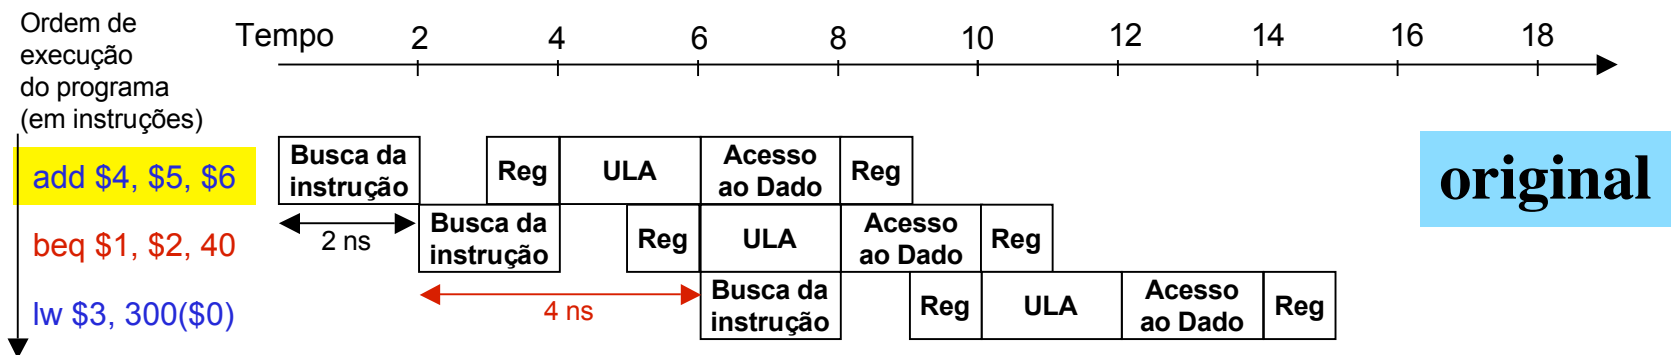 Ordem de
execução
do programa
(em instruções)
Tempo 2 4 6 8 10 12 14 16 18
add $4, $5, $6
Busca da
instrução
Reg
ULA
Acesso
ao Dado
Reg
original
2 ns
beq $1, $2, 40
Busca da
instrução
Reg
ULA
Acesso
ao Dado
Reg
4 ns
lw $3, 300($0)
Busca da
instrução
Reg
ULA
Acesso
ao Dado
Reg